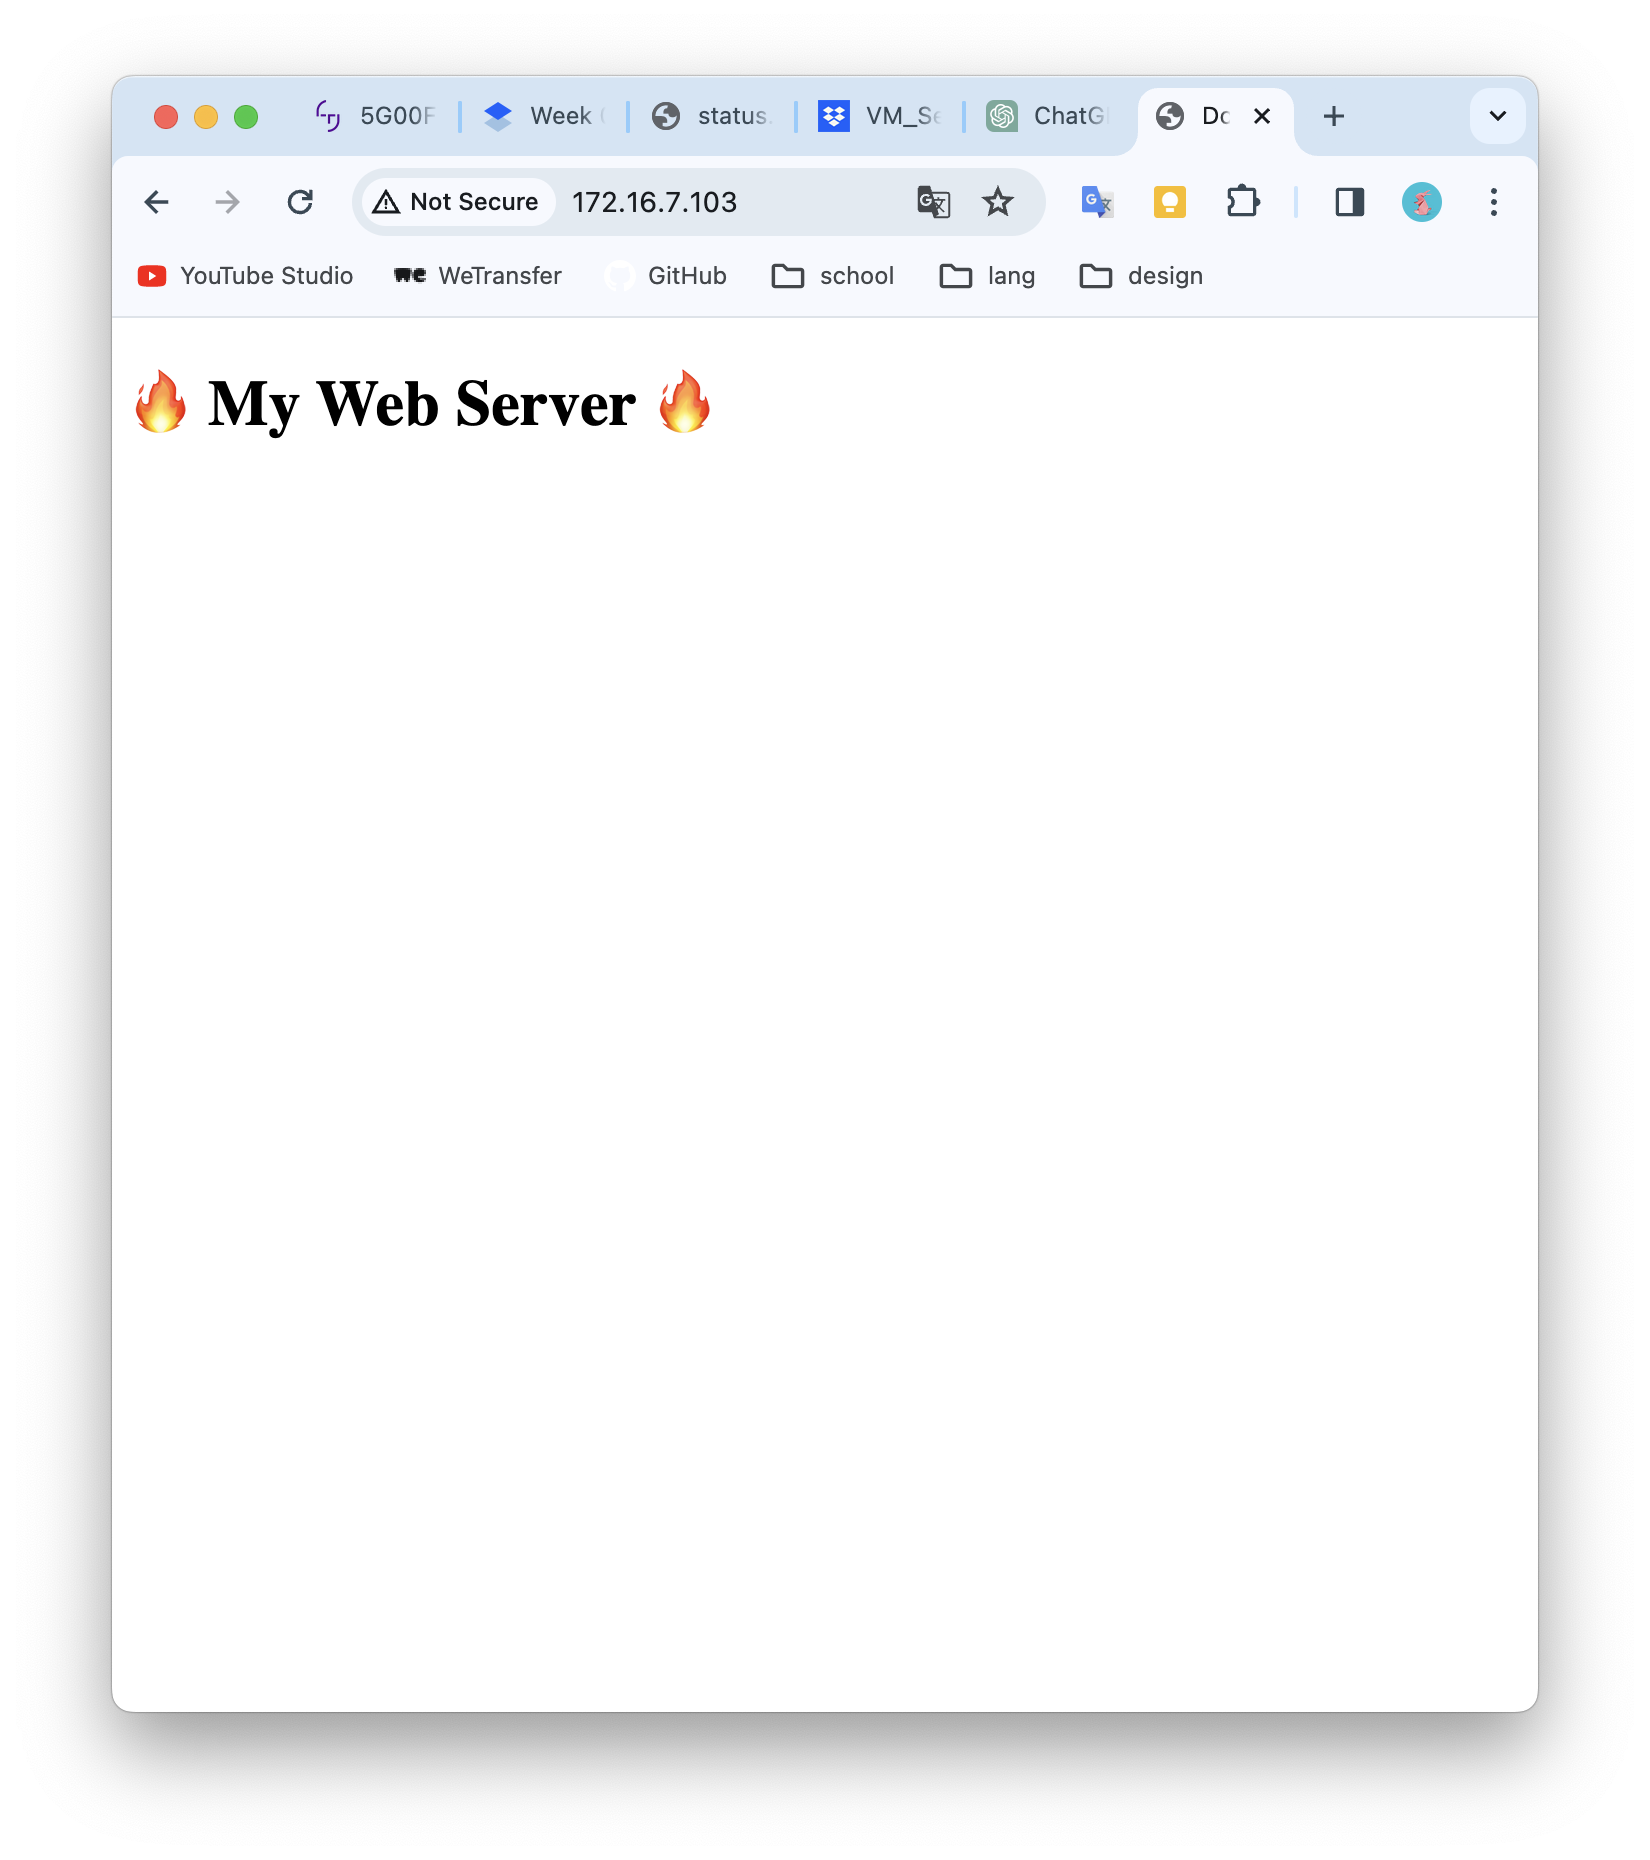 5G00F
Week
status.
VM_Se
ChatG
Do
Not Secure 172.16.7.103
YouTube Studio WeTransfer GitHub school lang design
🔥 My Web Server 🔥